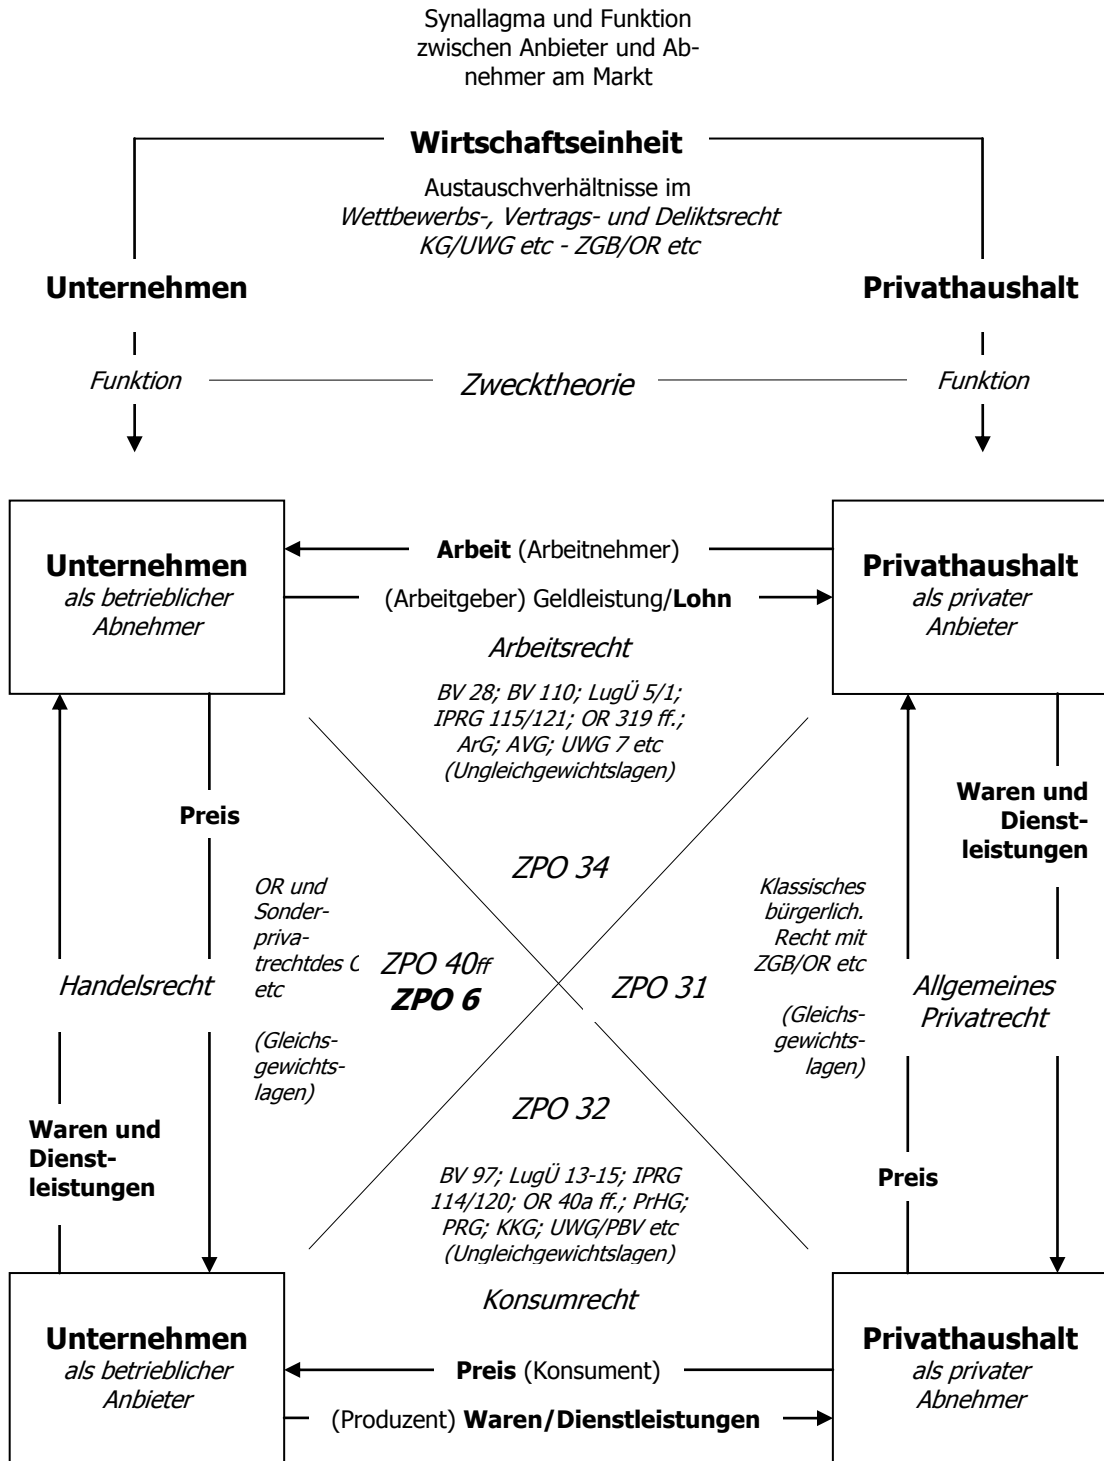 Synallagma und Funktion
zwischen Anbieter und Ab-
nehmer am Markt
Wirtschaftseinheit
Austauschverhältnisse im
Wettbewerbs-, Vertrags- und Deliktsrecht
KG/UWG etc - ZGB/OR etc
Unternehmen
Privathaushalt
Funktion
Zwecktheorie
Funktion
Unternehmen
als betrieblicher
Abnehmer
Arbeit (Arbeitnehmer)
(Arbeitgeber) Geldleistung/Lohn
Privathaushalt
als privater
Anbieter
Arbeitsrecht
BV 28; BV 110; LugÜ 5/1;
IPRG 115/121; OR 319 ff.;
ArG; AVG; UWG 7 etc
(Ungleichgewichtslagen)
Preis
Waren und
Dienst-
leistungen
ZPO 34
Handelsrecht
OR und
Sonder-
priva-
trechtdes
etc
(Gleichs-
gewichts-
lagen)
ZPO 40ff
ZPO 6
ZPO 31
Klassisches
bürgerlich.
Recht mit
ZGB/OR etc
(Gleichs-
gewichts-
lagen)
Allgemeines
Privatrecht
ZPO 32
Waren und
Dienst-
leistungen
BV 97; LugÜ 13-15; IPRG
114/120; OR 40a ff.; PrHG;
PRG; KKG; UWG/PBV etc
(Ungleichgewichtslagen)
Preis
Konsumrecht
Unternehmen
als betrieblicher
Anbieter
Preis (Konsument)
(Produzent) Waren/Dienstleistungen
Privathaushalt
als privater
Abnehmer